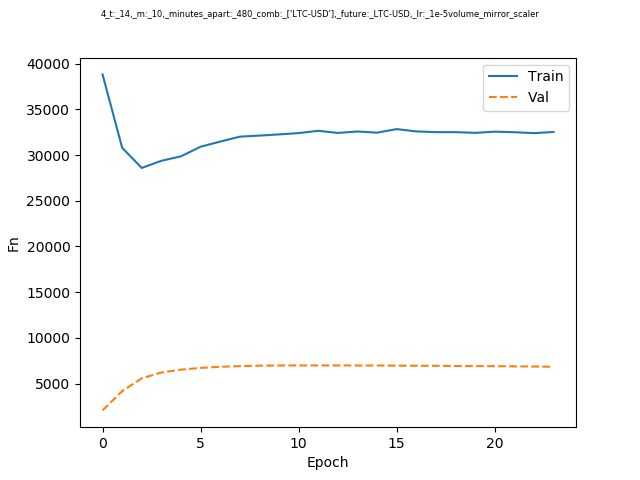 4_t:_14,_m:_10,_minutes_apart:_480_comb:_['LTC-USD'],_future:_LTC-USD,_lr:_1e-5volume_mirror_scaler
40000
35000
30000
25000
20000
15000
10000
5000
Fn
Train
Val
0 5 10 15 20
Epoch